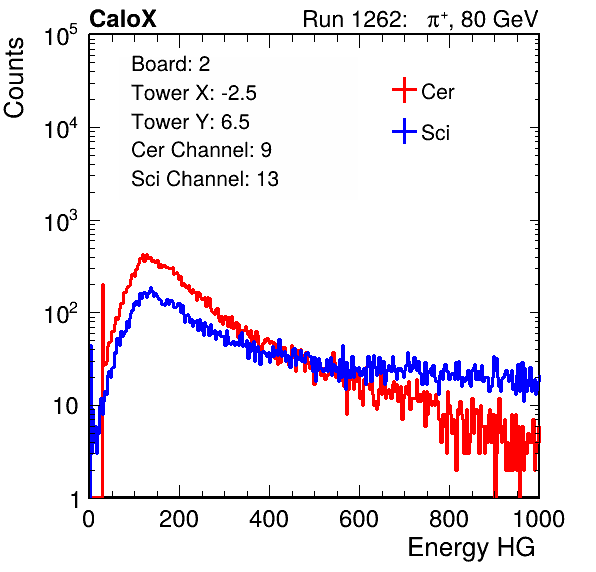 CaloX Run 1262: π⁺, 80 GeV
Counts
10⁵
10⁴
10³
10²
10
1
Board: 2
Tower X: -2.5
Tower Y: 6.5
Cer Channel: 9
Sci Channel: 13
Cer
Sci
0 200 400 600 800 1000
Energy HG